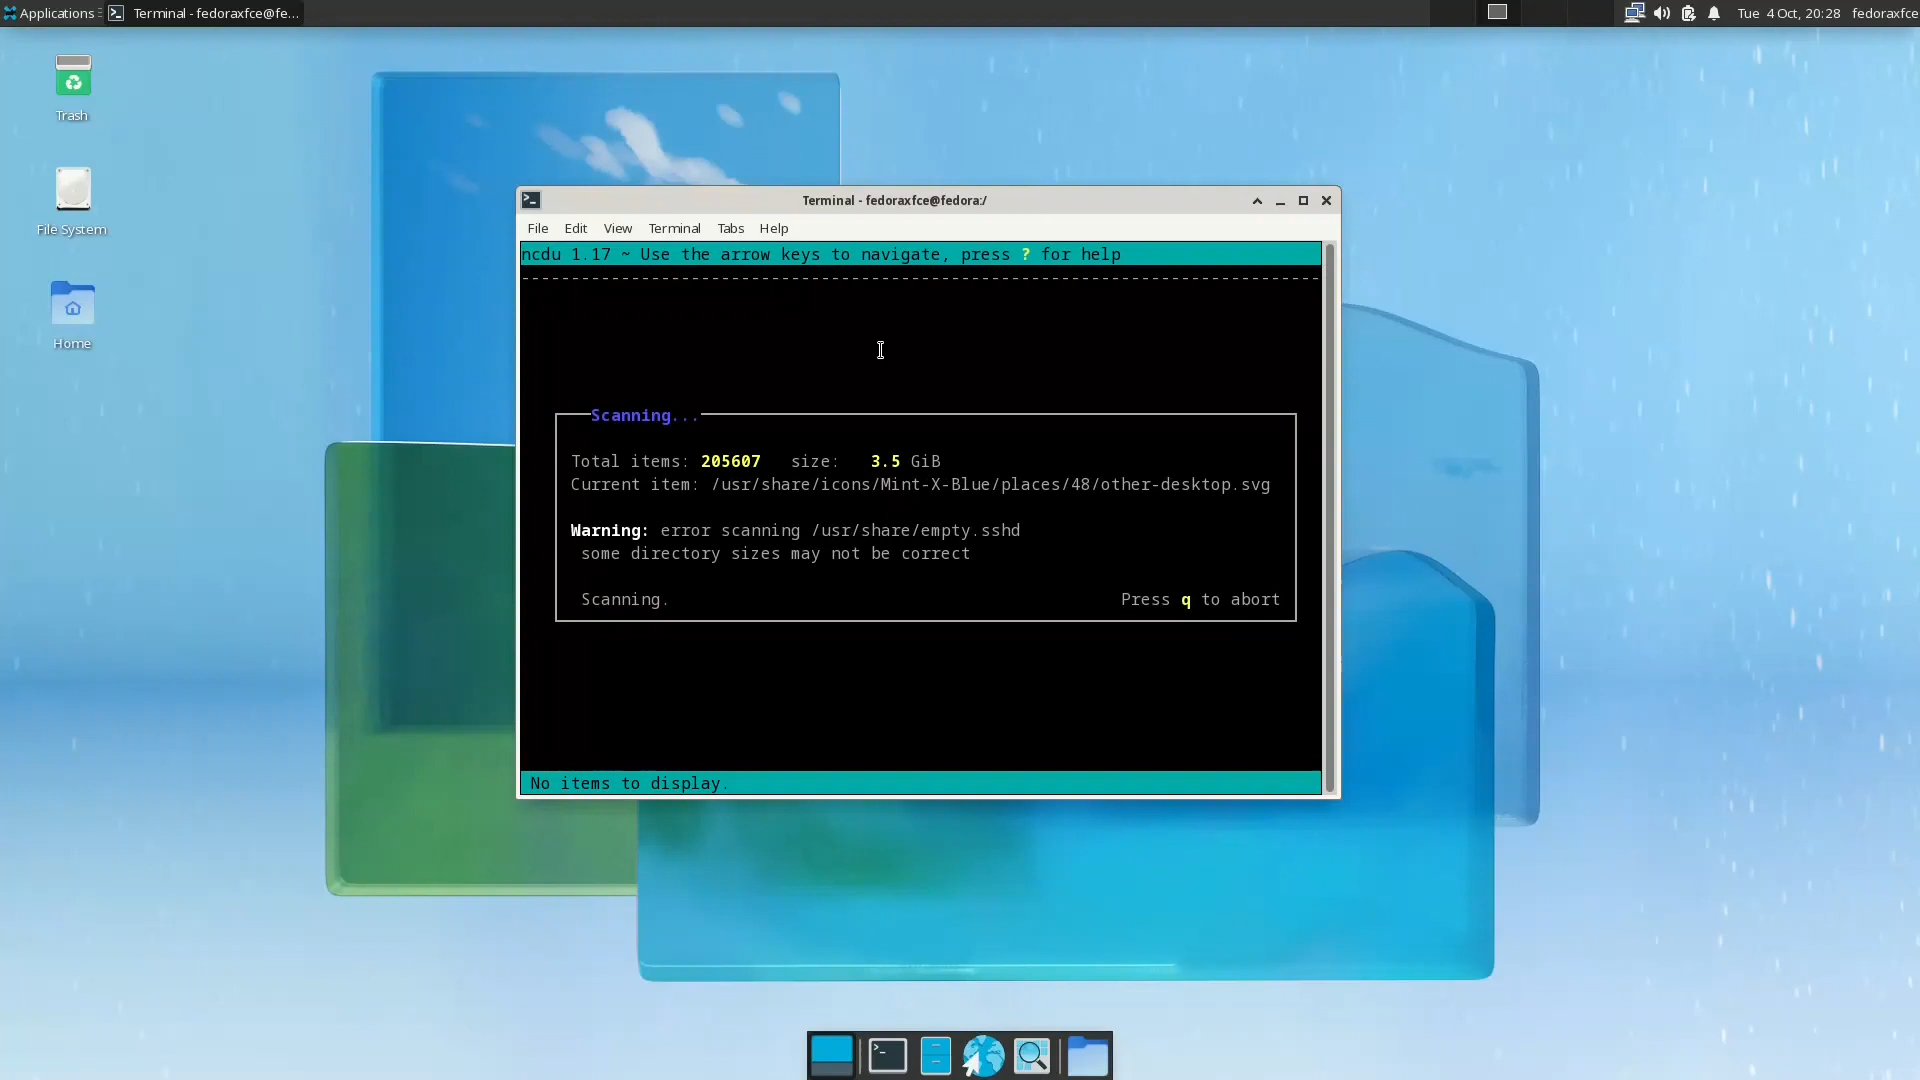 Applications
Terminal - fedoraxfce@fe...
Tue 4 Oct, 20:28
fedoraxfce
Trash
File System
Home
Terminal - fedoraxfce@fedora:/
File Edit View Terminal Tabs Help
ncdu 1.17 ~ Use the arrow keys to navigate, press ? for help
--------------------------------------------------------------------------------
Scanning...
Total items: 205607 size: 3.5 GiB
Current item: /usr/share/icons/Mint-X-Blue/places/48/other-desktop.svg
Warning: error scanning /usr/share/empty.sshd
some directory sizes may not be correct
Scanning. Press q to abort
No items to display.